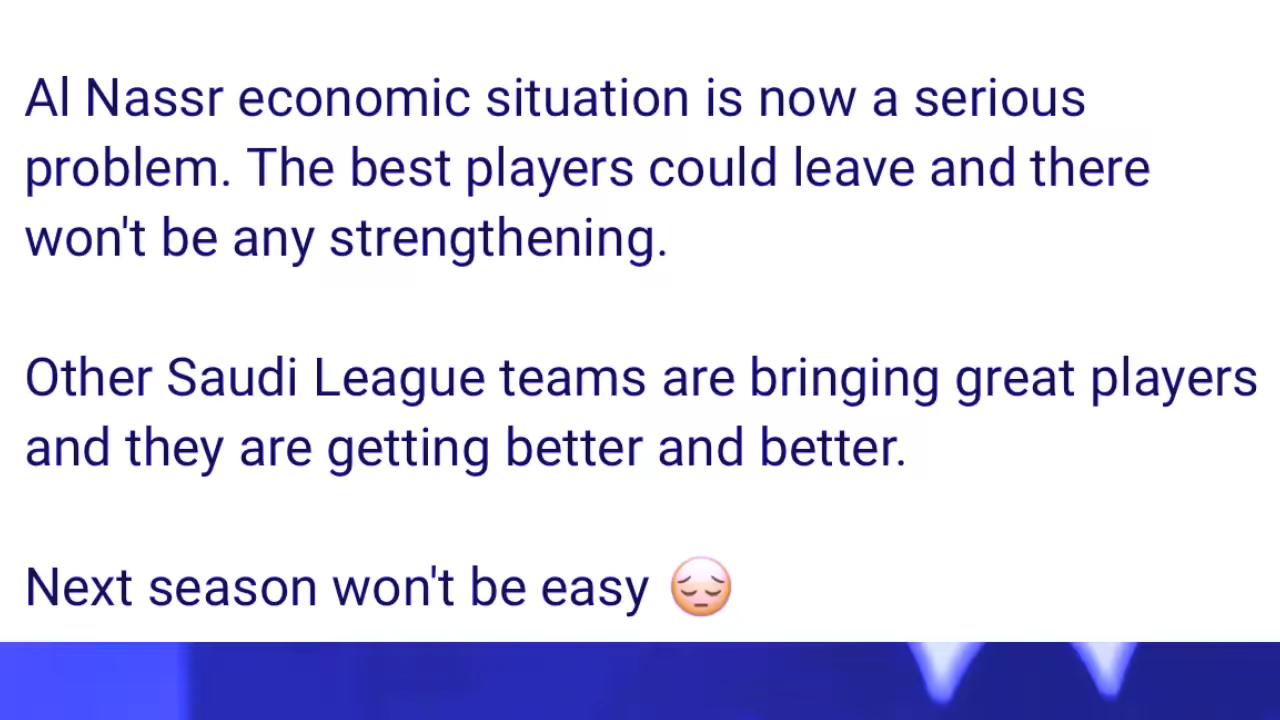 Al Nassr economic situation is now a serious
problem. The best players could leave and there
won't be any strengthening.
Other Saudi League teams are bringing great players
and they are getting better and better.
Next season won't be easy 😔